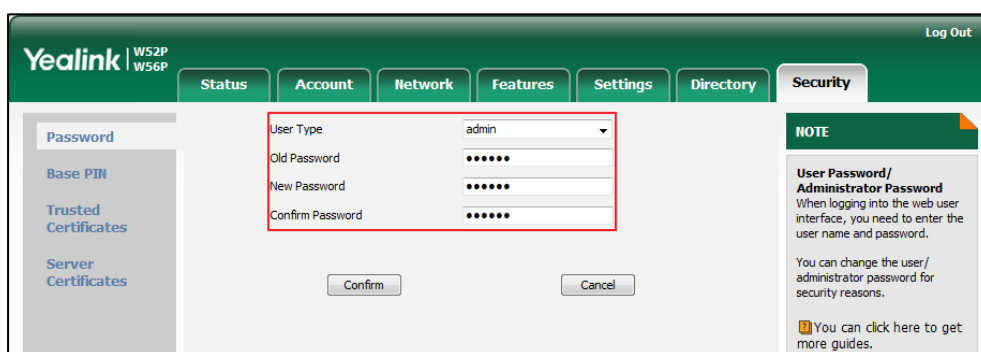 Log Out
Yealink | W52P
W56P
Status Account Network Features Settings Directory Security
Password
Base PIN
Trusted
Certificates
Server
Certificates
User Type admin
Old Password ••••••
New Password ••••••
Confirm Password ••••••
Confirm Cancel
NOTE
User Password/
Administrator Password
When logging into the web user
interface, you need to enter the
user name and password.
You can change the user/
administrator password for
security reasons.
You can click here to get
more guides.